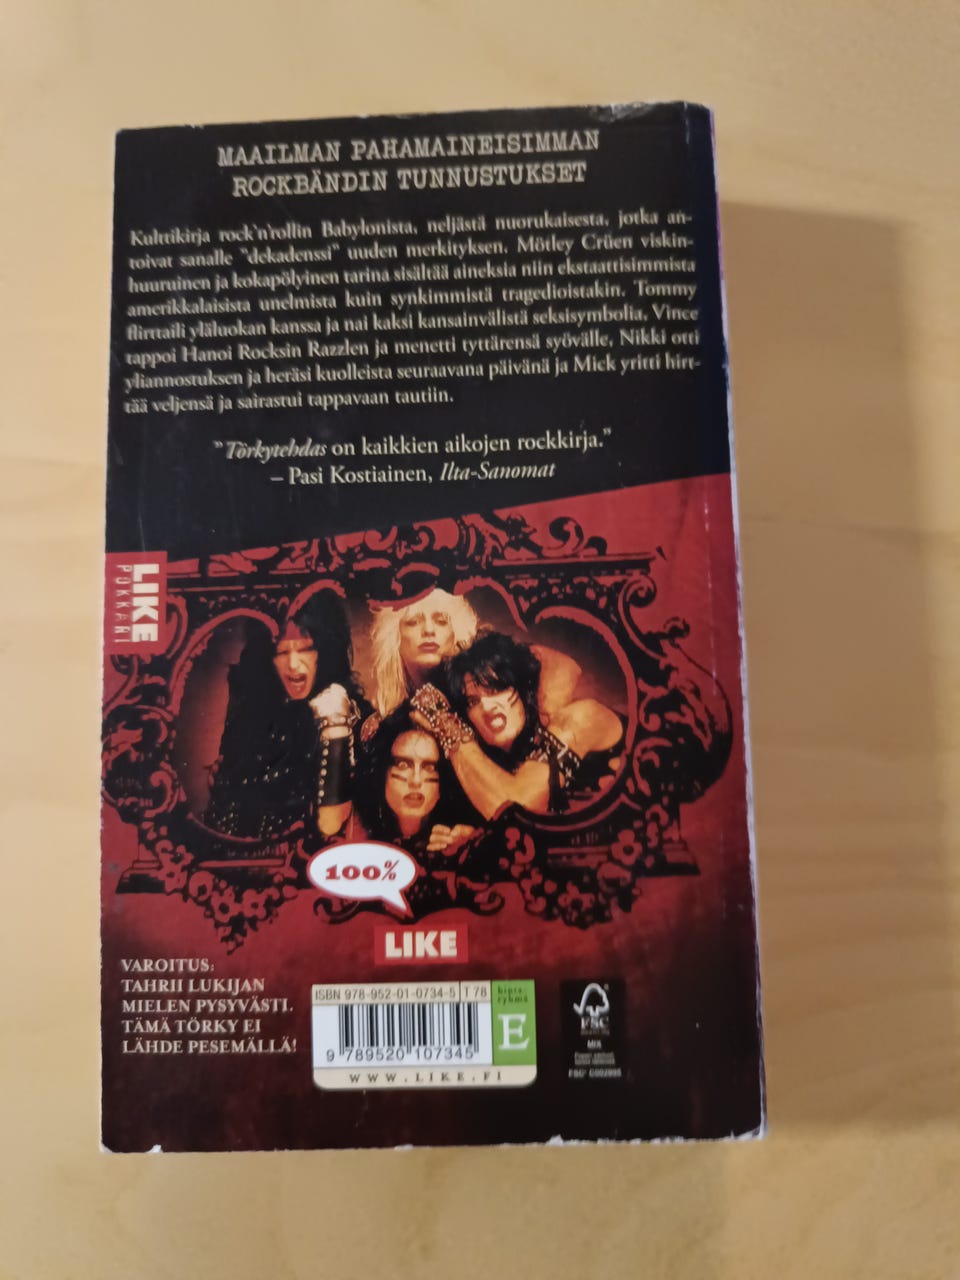 MAAILMAN PAHAMAINEISIMMAN
ROCKBÄNDIN TUNNUSTUKSET
Kulttikirja rock'n'rollin Babylonista, neljästä nuorukaisesta, jotka an-
toivat sanalle "dekadenssi" uuden merkityksen. Mötley Crüen viskin-
huuruinen ja kokapölyinen tarina sisältää aineksia niin ekstaattisimmista
amerikkalaisista unelmista kuin synkimmistä tragedioistakin. Tommy
flirttaili yläluokan kanssa ja nai kaksi kansainvälistä seksisymbolia, Vince
tappoi Hanoi Rocksin Razzlen ja menetti tyttärensä syövälle, Nikki otti
yliannostuksen ja heräsi kuolleista seuraavana päivänä ja Mick yritti hirt-
tää veljensä ja sairastui tappavaan tautiin.
"Törkytehdas on kaikkien aikojen rockkirja."
– Pasi Kostiainen, Ilta-Sanomat
LIKE
POKKARI
100%
LIKE
VAROITUS:
TAHRII LUKIJAN
MIELEN PYSYVÄSTI.
TÄMÄ TÖRKY EI
LÄHDE PESEMÄLLÄ!
ISBN 978-952-01-0734-5 T 78
hinta-
ryhmä
E
9 789520 107345
WWW.LIKE.FI
FSC
MIX
FSC® C002795